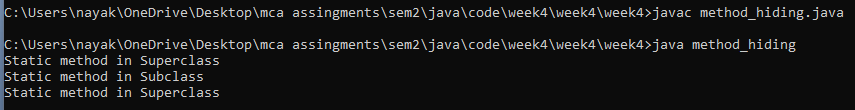 C:\Users\nayak\OneDrive\Desktop\mca assingments\sem2\java\code\week4\week4\week4>javac method_hiding.java
C:\Users\nayak\OneDrive\Desktop\mca assingments\sem2\java\code\week4\week4\week4>java method_hiding
Static method in Superclass
Static method in Subclass
Static method in Superclass